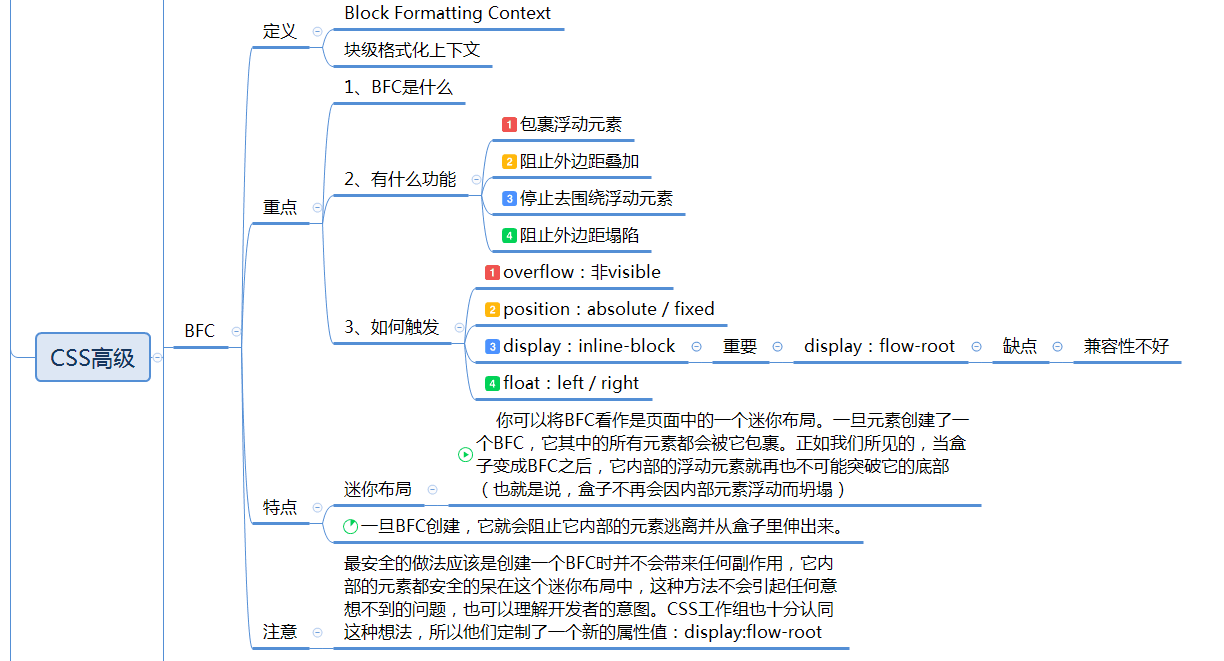 CSS高级
BFC
定义
Block Formatting Context
块级格式化上下文
重点
1、BFC是什么
2、有什么功能
1 包裹浮动元素
2 阻止外边距叠加
3 停止去围绕浮动元素
4 阻止外边距塌陷
3、如何触发
1 overflow：非visible
2 position：absolute / fixed
3 display：inline-block
重要
display：flow-root
缺点
兼容性不好
4 float：left / right
特点
迷你布局
你可以将BFC看作是页面中的一个迷你布局。一旦元素创建了一
个BFC，它其中的所有元素都会被它包裹。正如我们所见的，当盒
子变成BFC之后，它内部的浮动元素就再也不可能突破它的底部
（也就是说，盒子不再会因内部元素浮动而坍塌）
一旦BFC创建，它就会阻止它内部的元素逃离并从盒子里伸出来。
注意
最安全的做法应该是创建一个BFC时并不会带来任何副作用，它内
部的元素都安全的呆在这个迷你布局中，这种方法不会引起任何意
想不到的问题，也可以理解开发者的意图。CSS工作组也十分认同
这种想法，所以他们定制了一个新的属性值：display:flow-root